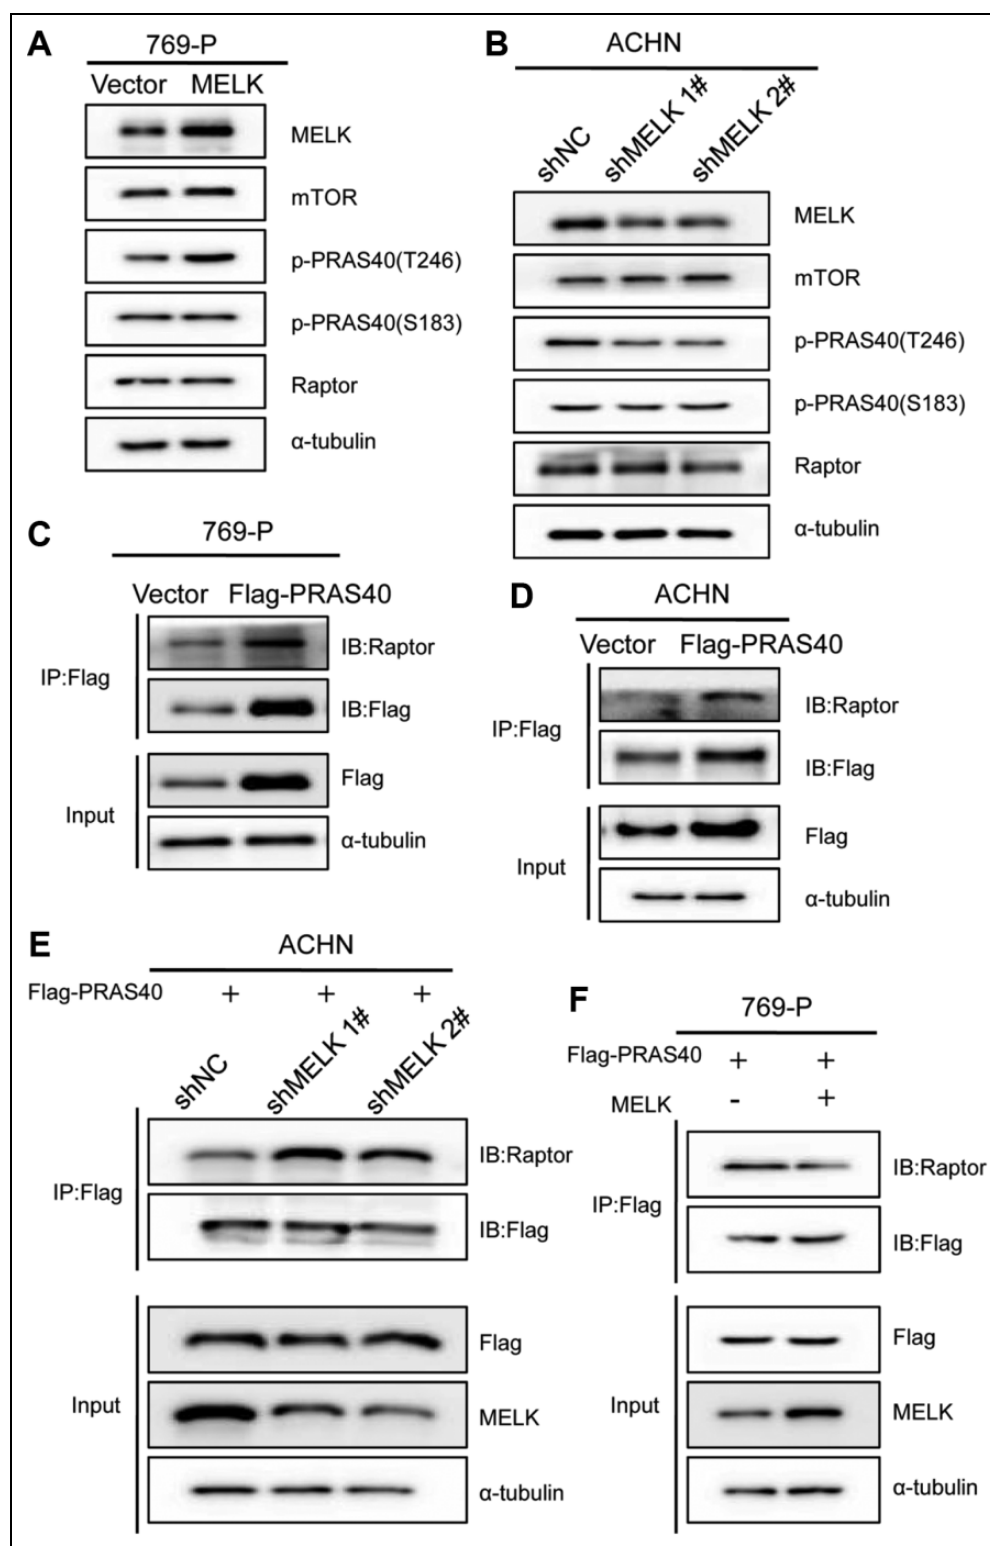 A
769-P
Vector MELK
MELK
mTOR
p-PRAS40(T246)
p-PRAS40(S183)
Raptor
α-tubulin
B
ACHN
shNC
shMELK 1#
shMELK 2#
MELK
mTOR
p-PRAS40(T246)
p-PRAS40(S183)
Raptor
α-tubulin
C
769-P
Vector Flag-PRAS40
IP:Flag
IB:Raptor
IB:Flag
Input
Flag
α-tubulin
D
ACHN
Vector Flag-PRAS40
IP:Flag
IB:Raptor
IB:Flag
Input
Flag
α-tubulin
E
ACHN
Flag-PRAS40 + + +
shNC
shMELK 1#
shMELK 2#
IP:Flag
IB:Raptor
IB:Flag
Input
Flag
MELK
α-tubulin
F
769-P
Flag-PRAS40 + +
MELK - +
IP:Flag
IB:Raptor
IB:Flag
Input
Flag
MELK
α-tubulin